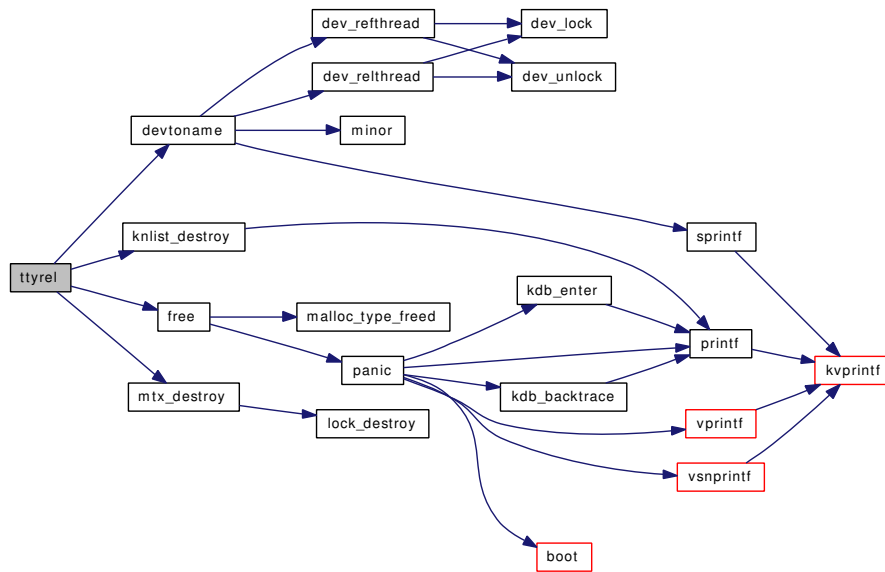 dev_refthread
dev_lock
dev_relthread
dev_unlock
devtoname
minor
knlist_destroy
sprintf
ttyrel
kdb_enter
free
malloc_type_freed
printf
panic
kvprintf
mtx_destroy
kdb_backtrace
lock_destroy
vprintf
vsnprintf
boot